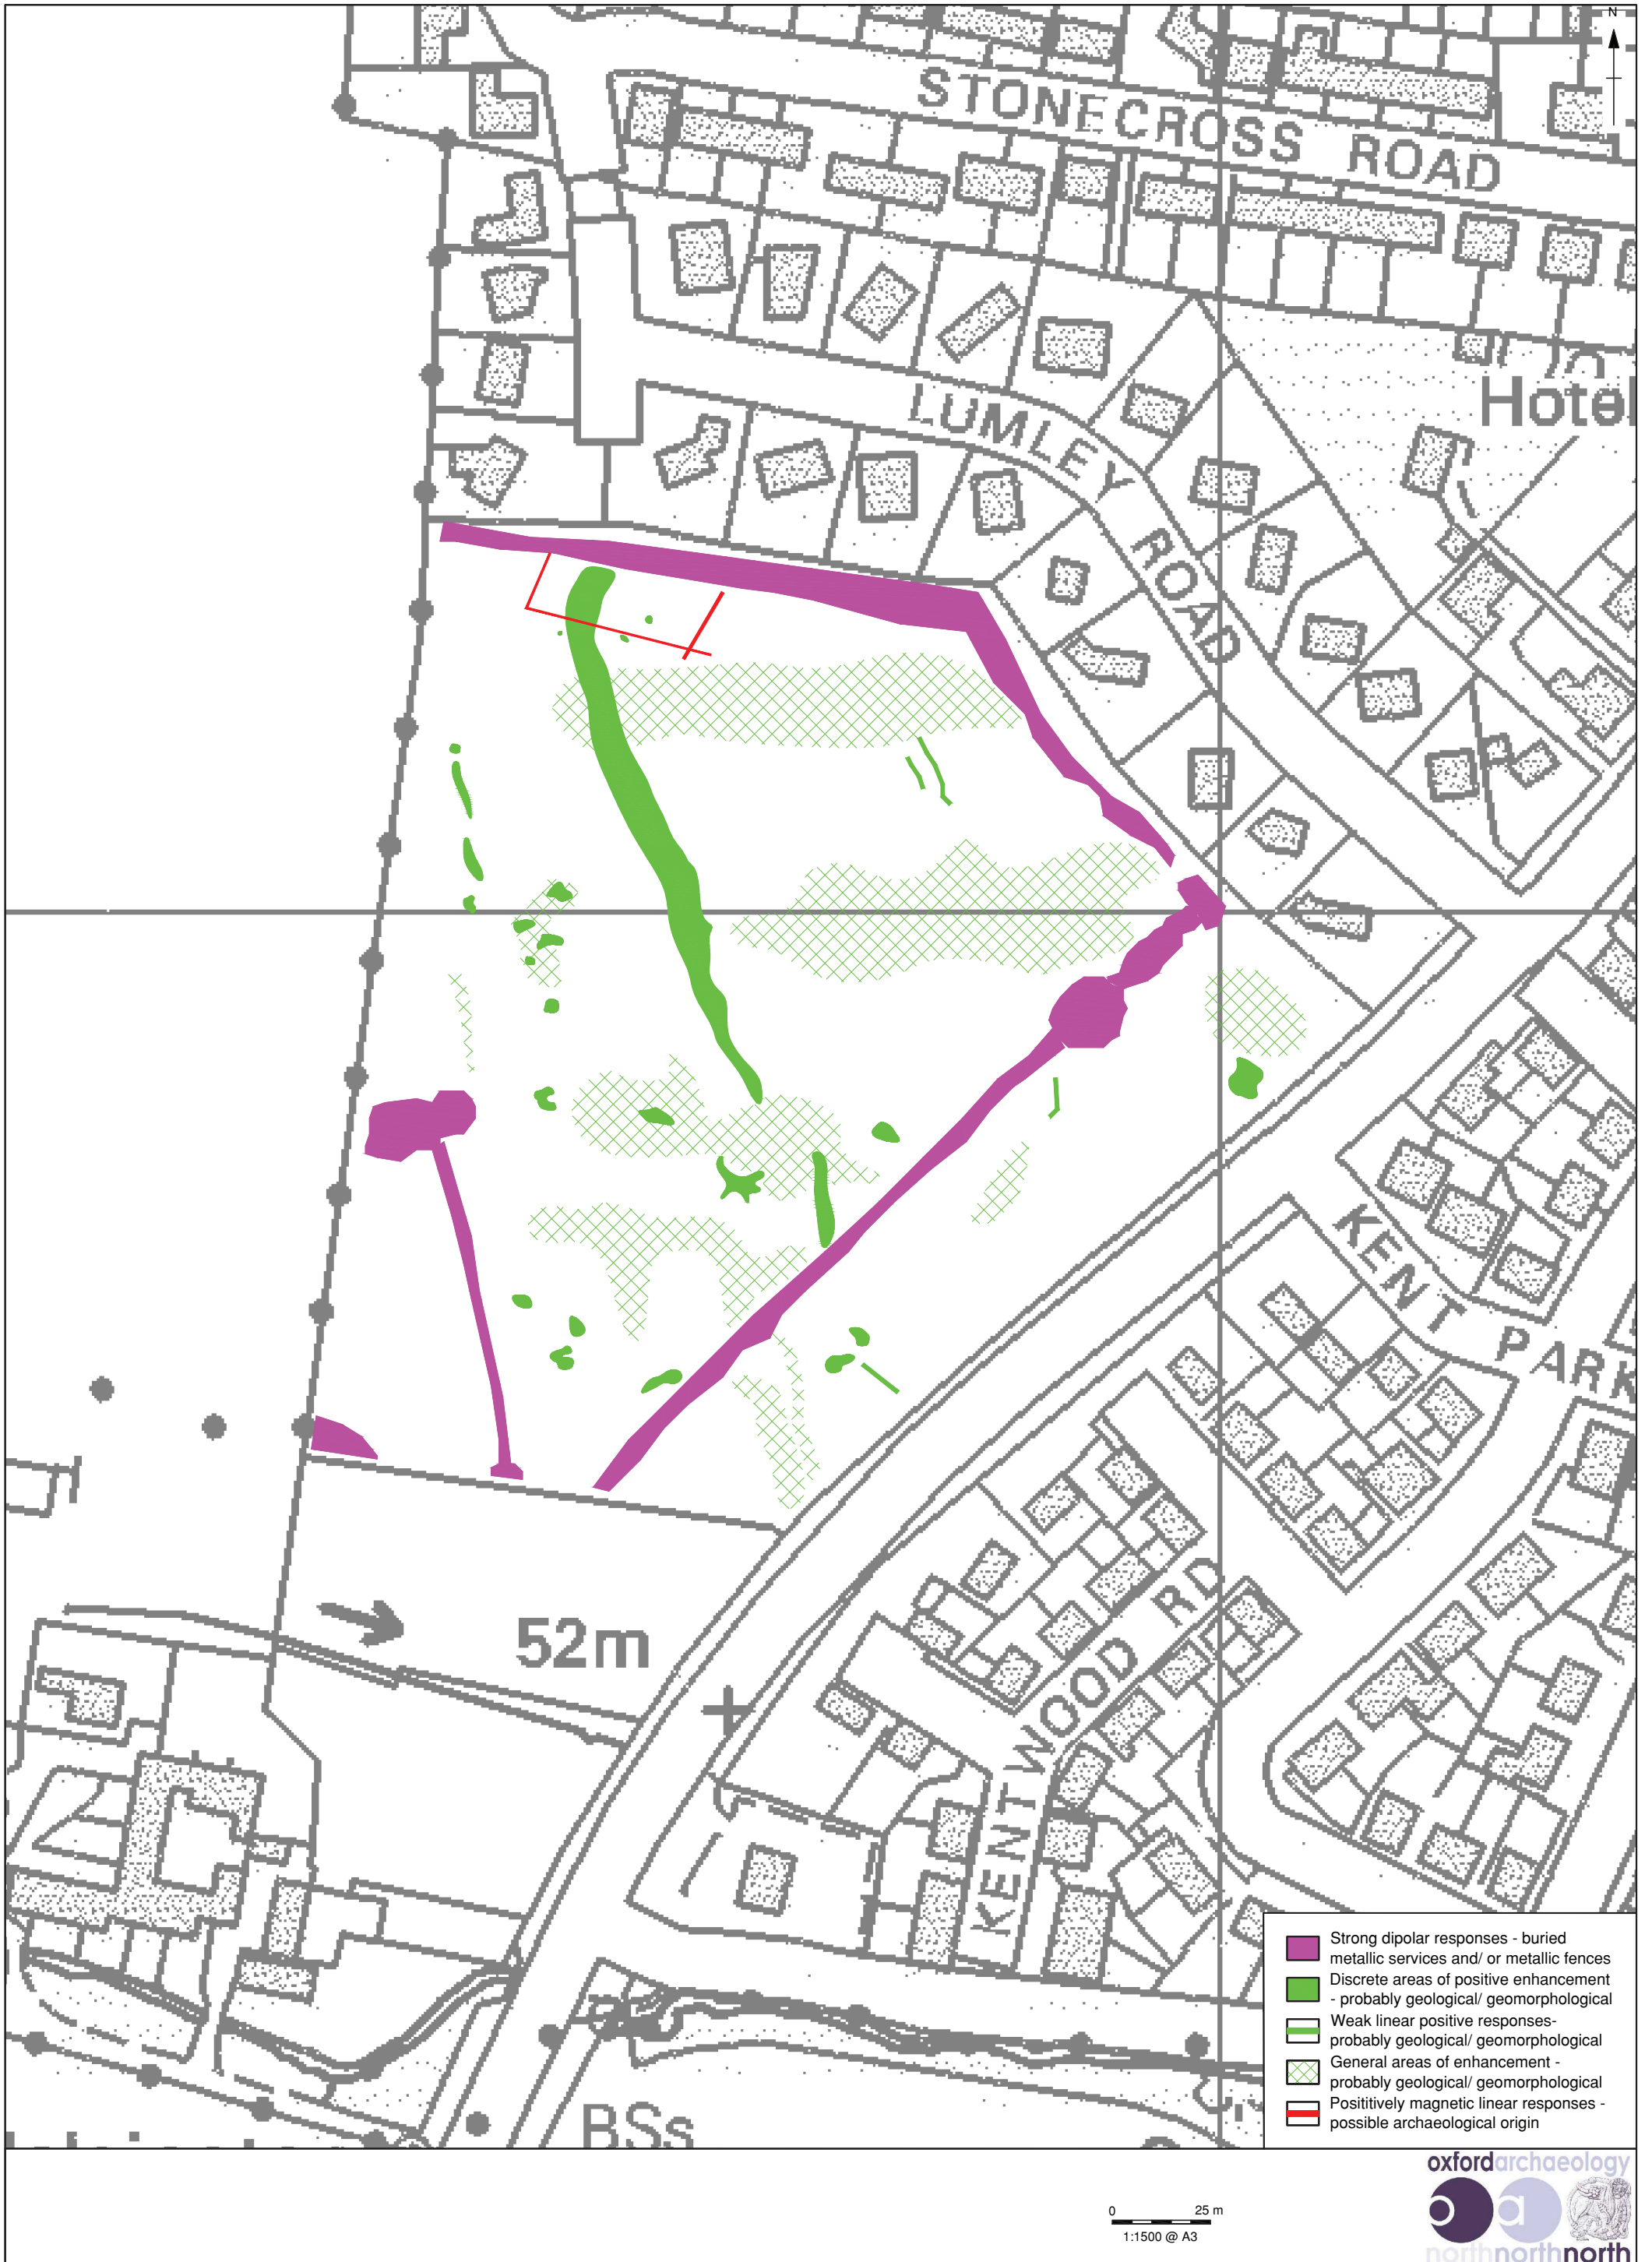 N
STONECROSS ROAD
Hotel
LUMLEY ROAD
KENT PARK
52m
KENTWOOD RD
BSs
Strong dipolar responses - buried
metallic services and/ or metallic fences
Discrete areas of positive enhancement
- probably geological/ geomorphological
Weak linear positive responses-
probably geological/ geomorphological
General areas of enhancement -
probably geological/ geomorphological
Posititively magnetic linear responses -
possible archaeological origin
0 25 m
1:1500 @ A3
oxfordarchaeology
oa
northnorthnorth